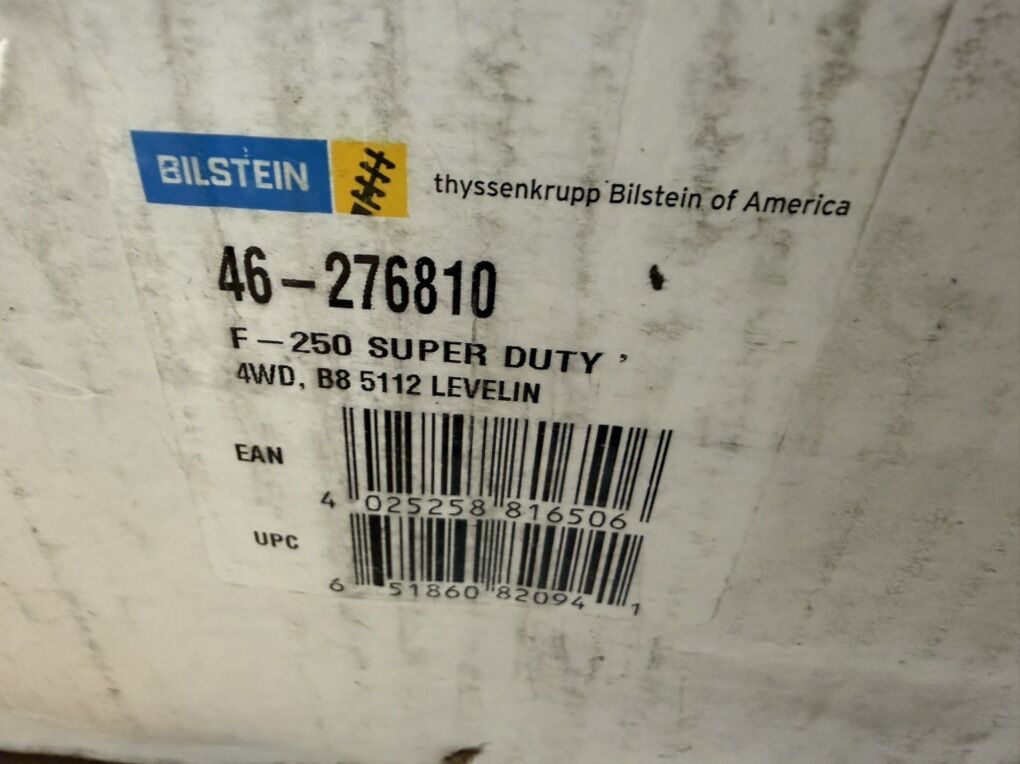 BILSTEIN
thyssenkrupp Bilstein of America
46-276810
F-250 SUPER DUTY
4WD, B8 5112 LEVELIN
EAN
4 025258 816506
UPC
6 51860 82094 1